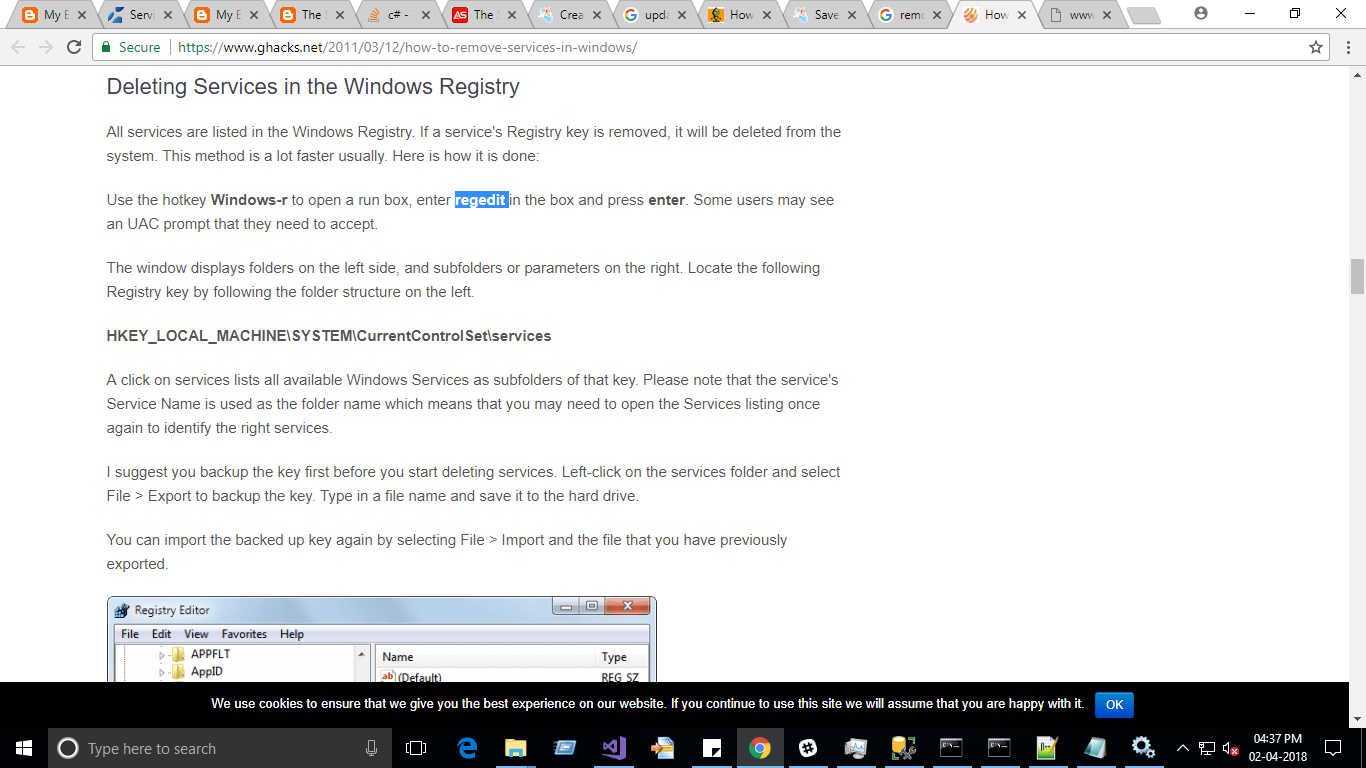 My E
Servi
My E
The S
c# -
The
Crea
upda
How
Save
remo
How
www
Secure
https://www.ghacks.net/2011/03/12/how-to-remove-services-in-windows/
Deleting Services in the Windows Registry
All services are listed in the Windows Registry. If a service's Registry key is removed, it will be deleted from the
system. This method is a lot faster usually. Here is how it is done:
Use the hotkey Windows-r to open a run box, enter regedit in the box and press enter. Some users may see
an UAC prompt that they need to accept.
The window displays folders on the left side, and subfolders or parameters on the right. Locate the following
Registry key by following the folder structure on the left.
HKEY_LOCAL_MACHINE\SYSTEM\CurrentControlSet\services
A click on services lists all available Windows Services as subfolders of that key. Please note that the service's
Service Name is used as the folder name which means that you may need to open the Services listing once
again to identify the right services.
I suggest you backup the key first before you start deleting services. Left-click on the services folder and select
File > Export to backup the key. Type in a file name and save it to the hard drive.
You can import the backed up key again by selecting File > Import and the file that you have previously
exported.
Registry Editor
File Edit View Favorites Help
APPFLT
AppID
Name Type
(Default) REG_SZ
We use cookies to ensure that we give you the best experience on our website. If you continue to use this site we will assume that you are happy with it. OK
Type here to search
04:37 PM
02-04-2018